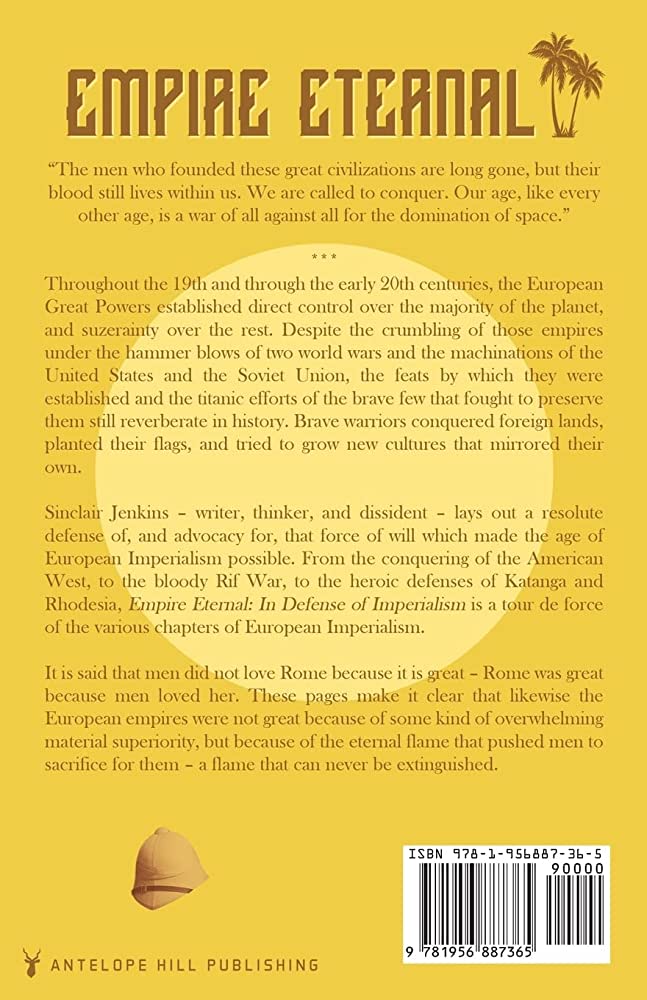 EMPIRE ETERNAL
“The men who founded these great civilizations are long gone, but their
blood still lives within us. We are called to conquer. Our age, like every
other age, is a war of all against all for the domination of space.”
***
Throughout the 19th and through the early 20th centuries, the European
Great Powers established direct control over the majority of the planet,
and suzerainty over the rest. Despite the crumbling of those empires
under the hammer blows of two world wars and the machinations of the
United States and the Soviet Union, the feats by which they were
established and the titanic efforts of the brave few that fought to preserve
them still reverberate in history. Brave warriors conquered foreign lands,
planted their flags, and tried to grow new cultures that mirrored their
own.
Sinclair Jenkins – writer, thinker, and dissident – lays out a resolute
defense of, and advocacy for, that force of will which made the age of
European Imperialism possible. From the conquering of the American
West, to the bloody Rif War, to the heroic defenses of Katanga and
Rhodesia, Empire Eternal: In Defense of Imperialism is a tour de force
of the various chapters of European Imperialism.
It is said that men did not love Rome because it is great – Rome was great
because men loved her. These pages make it clear that likewise the
European empires were not great because of some kind of overwhelming
material superiority, but because of the eternal flame that pushed men to
sacrifice for them – a flame that can never be extinguished.
ISBN 978-1-956887-36-5
90000
9 781956 887365
ANTELOPE HILL PUBLISHING